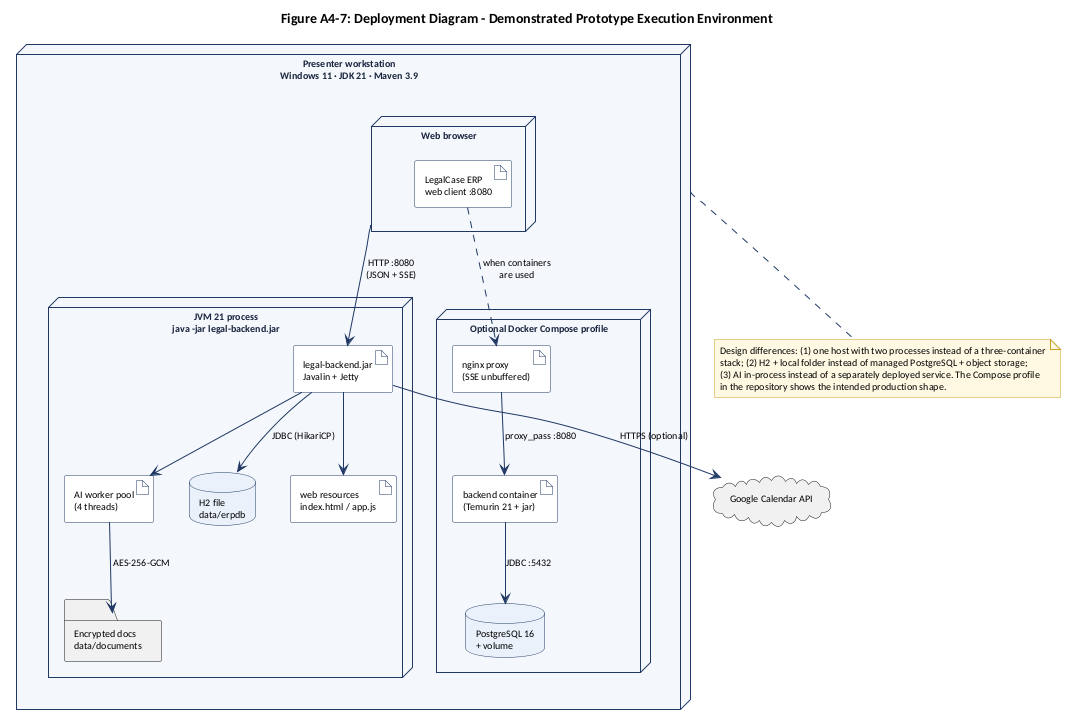 Figure A4-7: Deployment Diagram - Demonstrated Prototype Execution Environment
Presenter workstation
Windows 11 · JDK 21 · Maven 3.9
Web browser
LegalCase ERP
web client :8080
HTTP :8080
(JSON + SSE)
when containers
are used
JVM 21 process
java -jar legal-backend.jar
Optional Docker Compose profile
legal-backend.jar
Javalin + Jetty
nginx proxy
(SSE unbuffered)
Design differences: (1) one host with two processes instead of a three-container
stack; (2) H2 + local folder instead of managed PostgreSQL + object storage;
(3) AI in-process instead of a separately deployed service. The Compose profile
in the repository shows the intended production shape.
JDBC (HikariCP)
proxy_pass :8080
HTTPS (optional)
AI worker pool
(4 threads)
H2 file
data/erpdb
web resources
index.html / app.js
backend container
(Temurin 21 + jar)
Google Calendar API
AES-256-GCM
JDBC :5432
Encrypted docs
data/documents
PostgreSQL 16
+ volume